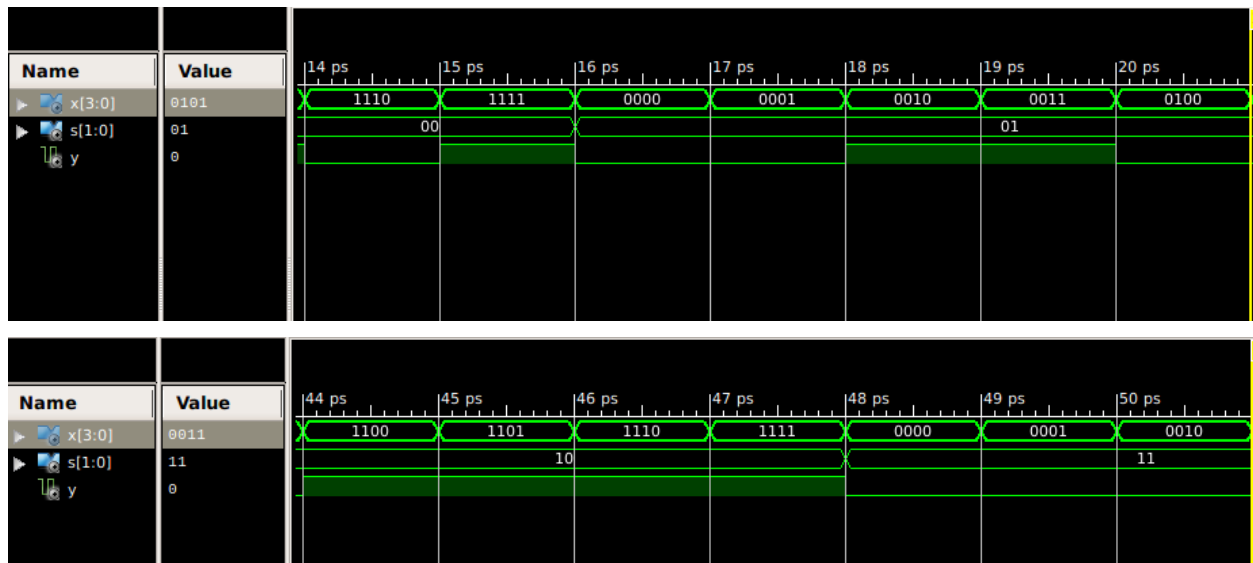 Name Value 14 ps 15 ps 16 ps 17 ps 18 ps 19 ps 20 ps
x[3:0] 0101 1110 1111 0000 0001 0010 0011 0100
s[1:0] 01 00 01
y 0
Name Value 44 ps 45 ps 46 ps 47 ps 48 ps 49 ps 50 ps
x[3:0] 0011 1100 1101 1110 1111 0000 0001 0010
s[1:0] 11 10 11
y 0